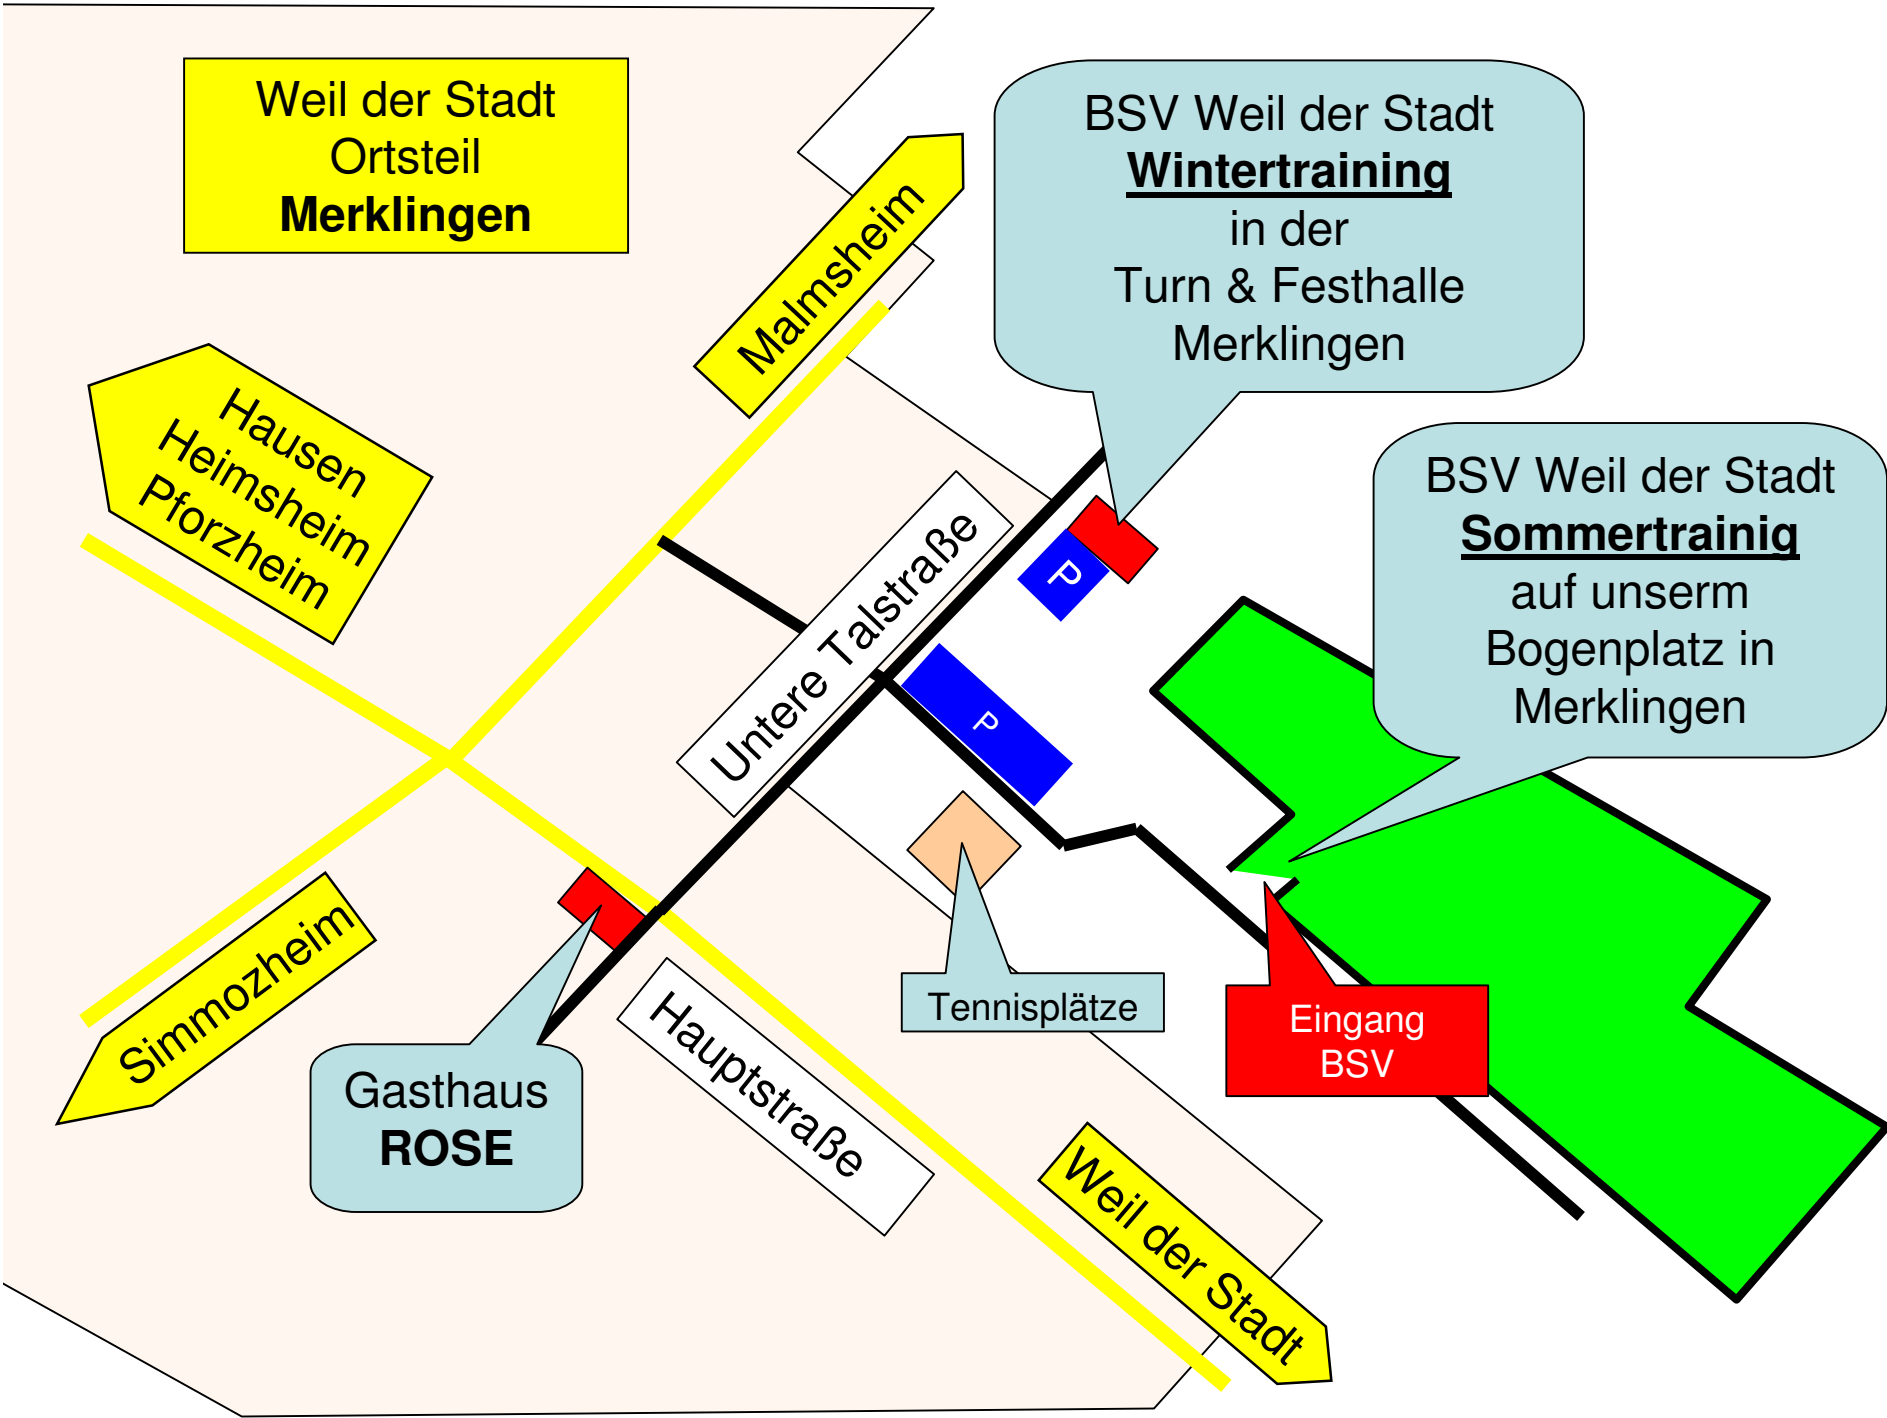 Weil der Stadt
Ortsteil
Merklingen
BSV Weil der Stadt
Wintertraining
in der
Turn & Festhalle
Merklingen
Malmsheim
Hausen
Heimsheim
Pforzheim
BSV Weil der Stadt
Sommertrainig
auf unserm
Bogenplatz in
Merklingen
Untere Talstraße
P
P
Simmozheim
Tennisplätze
Eingang
BSV
Hauptstraße
Gasthaus
ROSE
Weil der Stadt